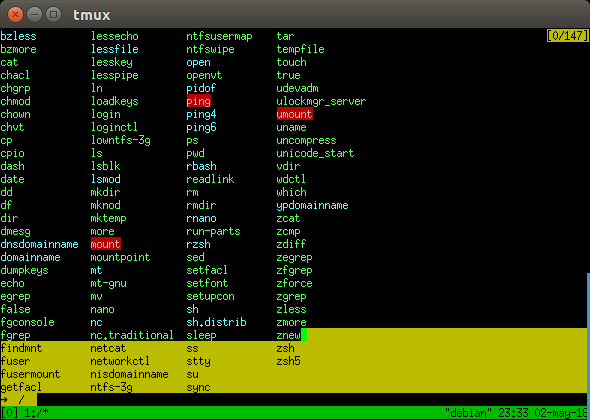 tmux
bzless lessecho ntfsusermap tar [0/147]
bzmore lessfile ntfswipe tempfile
cat lesskey open touch
chacl lesspipe openvt true
chgrp ln pidof udevadm
chmod loadkeys ping ulockmgr_server
chown login ping4 umount
chvt loginctl ping6 uname
cp lowntfs-3g ps uncompress
cpio ls pwd unicode_start
dash lsblk rbash vdir
date lsmod readlink wdctl
dd mkdir rm which
df mknod rmdir ypdomainname
dir mktemp rnano zcat
dmesg more run-parts zcmp
dnsdomainname mount rzsh zdiff
domainname mountpoint sed zegrep
dumpkeys mt setfacl zfgrep
echo mt-gnu setfont zforce
egrep mv setupcon zgrep
false nano sh zless
fgconsole nc sh.distrib zmore
fgrep nc.traditional sleep znew
findmnt netcat ss zsh
fuser networkctl stty zsh5
fusermount nisdomainname su
getfacl ntfs-3g sync
➜ /
[0] 1:/* "debian" 23:33 02-may-18